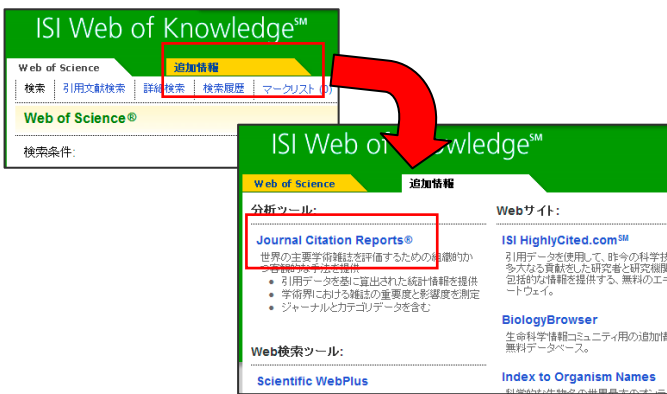 ISI Web of Knowledge℠
Web of Science 追加情報
検索 引用文献検索 詳細検索 検索履歴 マークリスト (0)
Web of Science®
検索条件:
ISI Web of Knowledge℠
Web of Science 追加情報
分析ツール:
Journal Citation Reports®
世界の主要学術雑誌を評価するための組織的か
つ客観的な手法を提供
• 引用データを基に算出された統計情報を提供
• 学術界における雑誌の重要度と影響度を測定
• ジャーナルとカテゴリデータを含む
Web検索ツール:
Scientific WebPlus
Webサイト:
ISI HighlyCited.com℠
引用データを使用して、昨今の科学技
多大なる貢献をした研究者と研究機関
包括的な情報を提供する、無料のエキ
ートウェイ。
BiologyBrowser
生命科学情報コミュニティ用の追加情
無料データベース。
Index to Organism Names